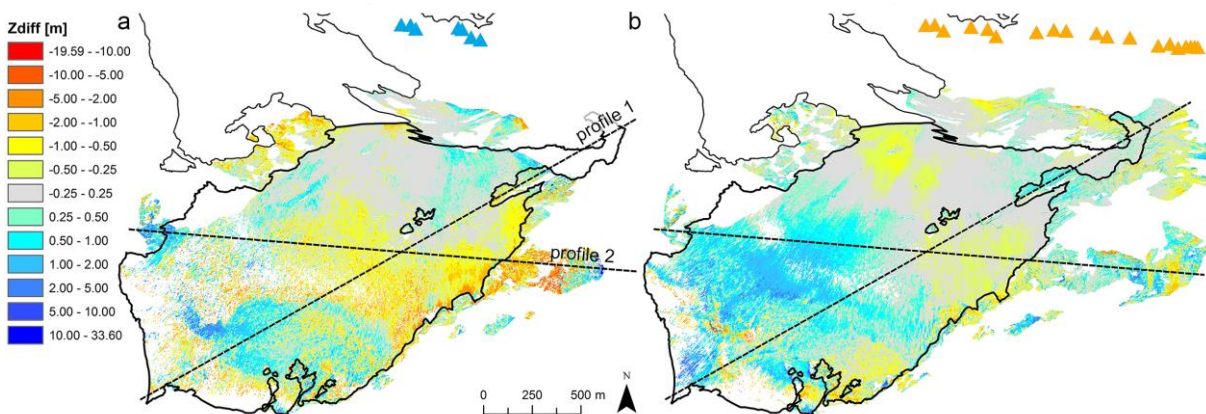 a
b
Zdiff [m]
-19.59 - -10.00
-10.00 - -5.00
-5.00 - -2.00
-2.00 - -1.00
-1.00 - -0.50
-0.50 - -0.25
-0.25 - 0.25
0.25 - 0.50
0.50 - 1.00
1.00 - 2.00
2.00 - 5.00
5.00 - 10.00
10.00 - 33.60
profile 1
profile 2
0 250 500 m
N